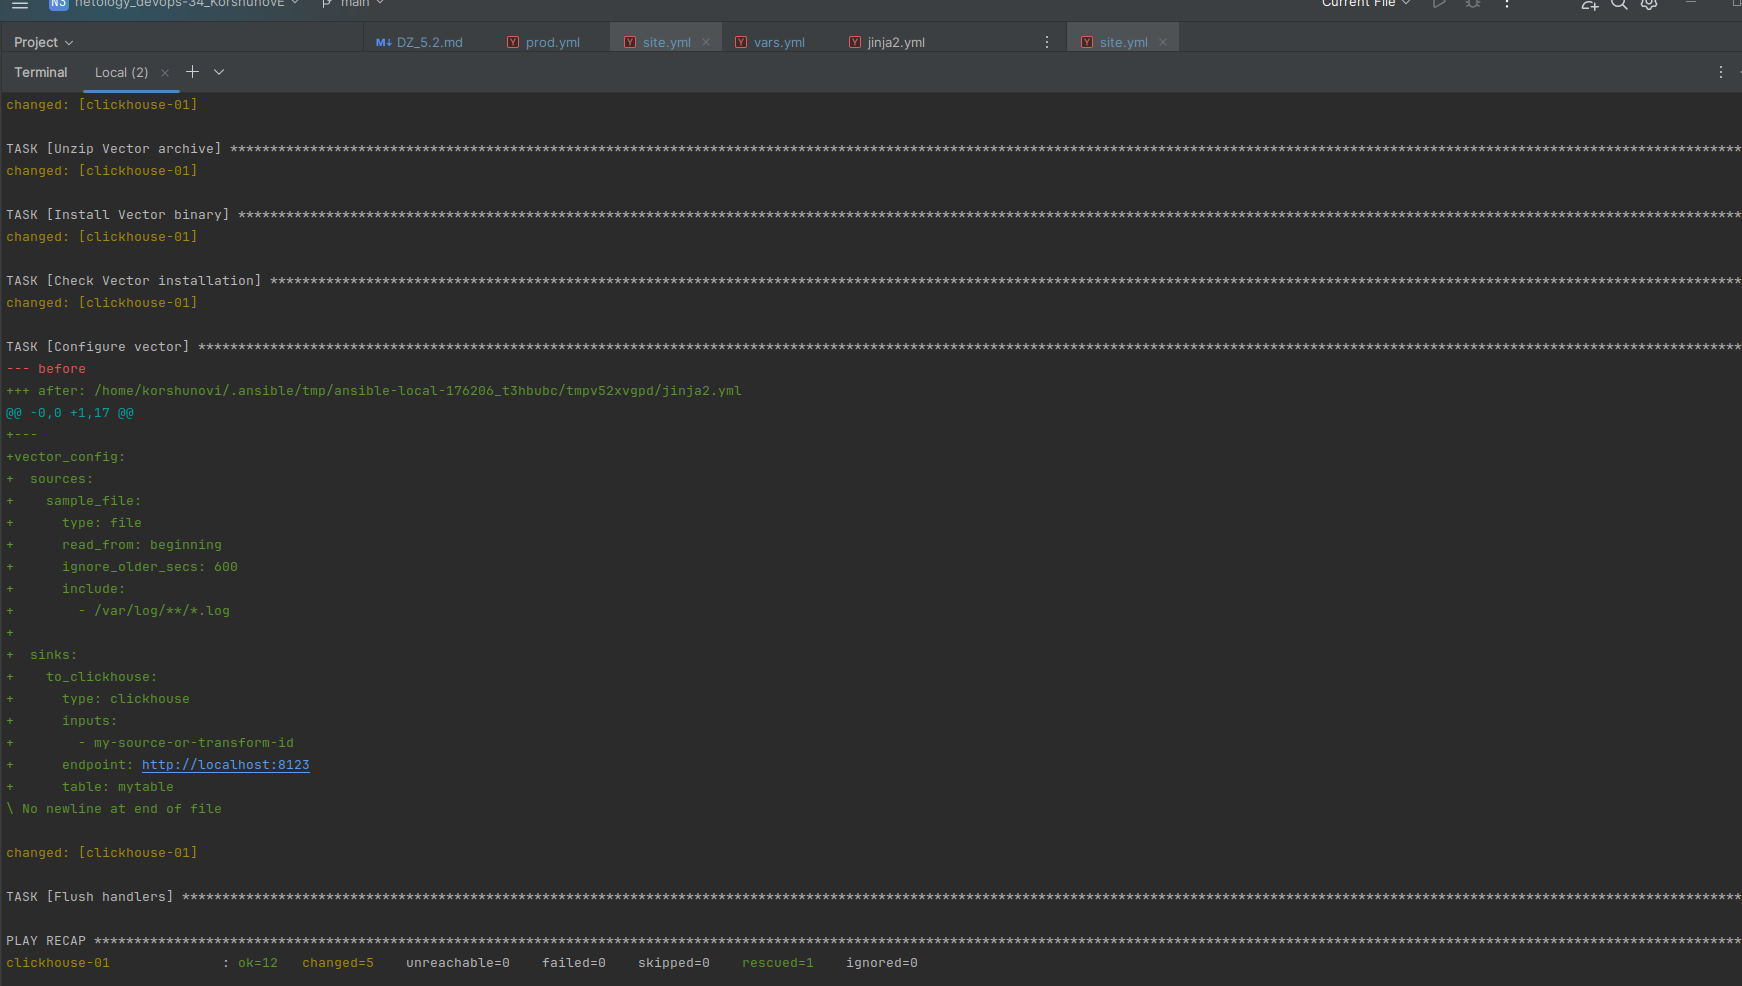 netology_devops-34_KorshunovE main Current File
Project DZ_5.2.md prod.yml site.yml vars.yml jinja2.yml site.yml
Terminal Local (2)
changed: [clickhouse-01]
TASK [Unzip Vector archive] ****************************************************************************************************************************************************************************************
changed: [clickhouse-01]
TASK [Install Vector binary] ****************************************************************************************************************************************************************************************
changed: [clickhouse-01]
TASK [Check Vector installation] ****************************************************************************************************************************************************************************************
changed: [clickhouse-01]
TASK [Configure vector] ****************************************************************************************************************************************************************************************
--- before
+++ after: /home/korshunovi/.ansible/tmp/ansible-local-176206_t3hbubc/tmpv52xvgpd/jinja2.yml
@@ -0,0 +1,17 @@
+---
+vector_config:
+  sources:
+    sample_file:
+      type: file
+      read_from: beginning
+      ignore_older_secs: 600
+      include:
+        - /var/log/**/*.log
+
+  sinks:
+    to_clickhouse:
+      type: clickhouse
+      inputs:
+        - my-source-or-transform-id
+      endpoint: http://localhost:8123
+      table: mytable
\ No newline at end of file
changed: [clickhouse-01]
TASK [Flush handlers] ****************************************************************************************************************************************************************************************
PLAY RECAP ****************************************************************************************************************************************************************************************
clickhouse-01 : ok=12 changed=5 unreachable=0 failed=0 skipped=0 rescued=1 ignored=0